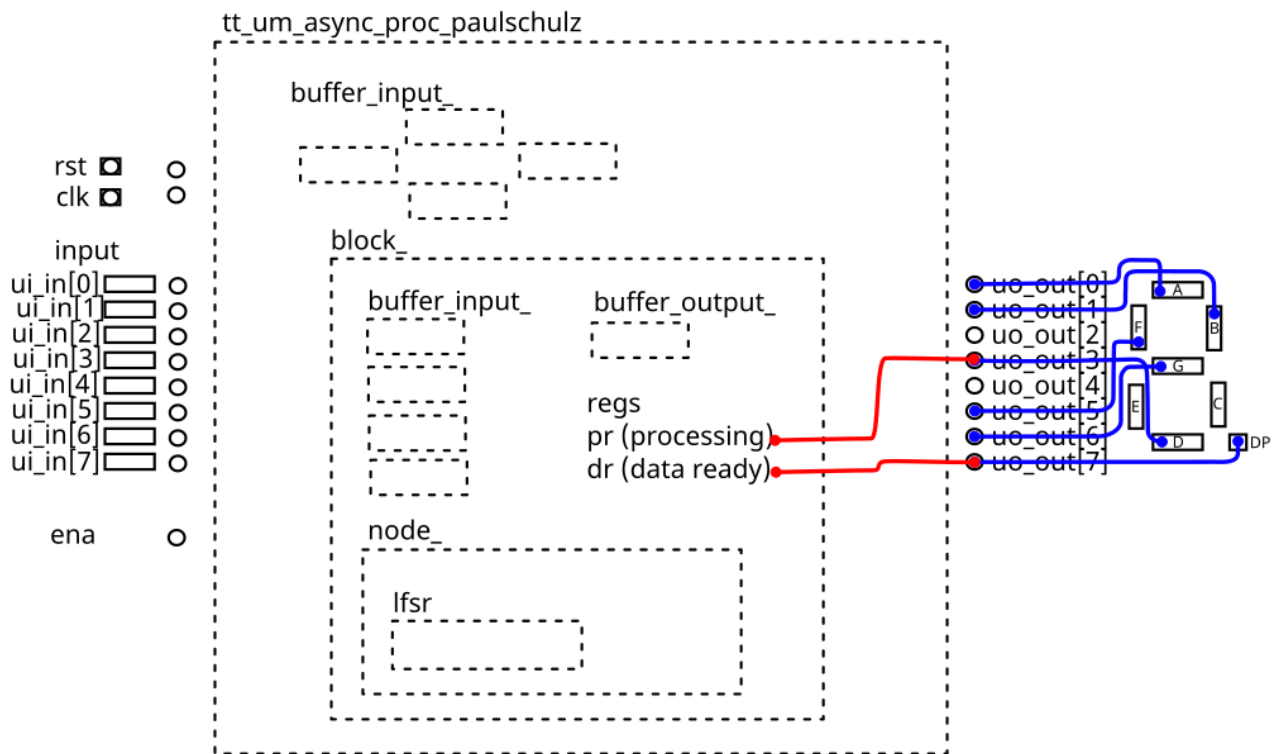 tt_um_async_proc_paulschulz
buffer_input_
rst
clk
input
ui_in[0]
ui_in[1]
ui_in[2]
ui_in[3]
ui_in[4]
ui_in[5]
ui_in[6]
ui_in[7]
ena
block_
buffer_input_
buffer_output_
regs
pr (processing)
dr (data ready)
node_
lfsr
uo_out[0]
uo_out[1]
uo_out[2]
uo_out[3]
uo_out[4]
uo_out[5]
uo_out[6]
uo_out[7]
A
B
F
G
E
C
D
DP